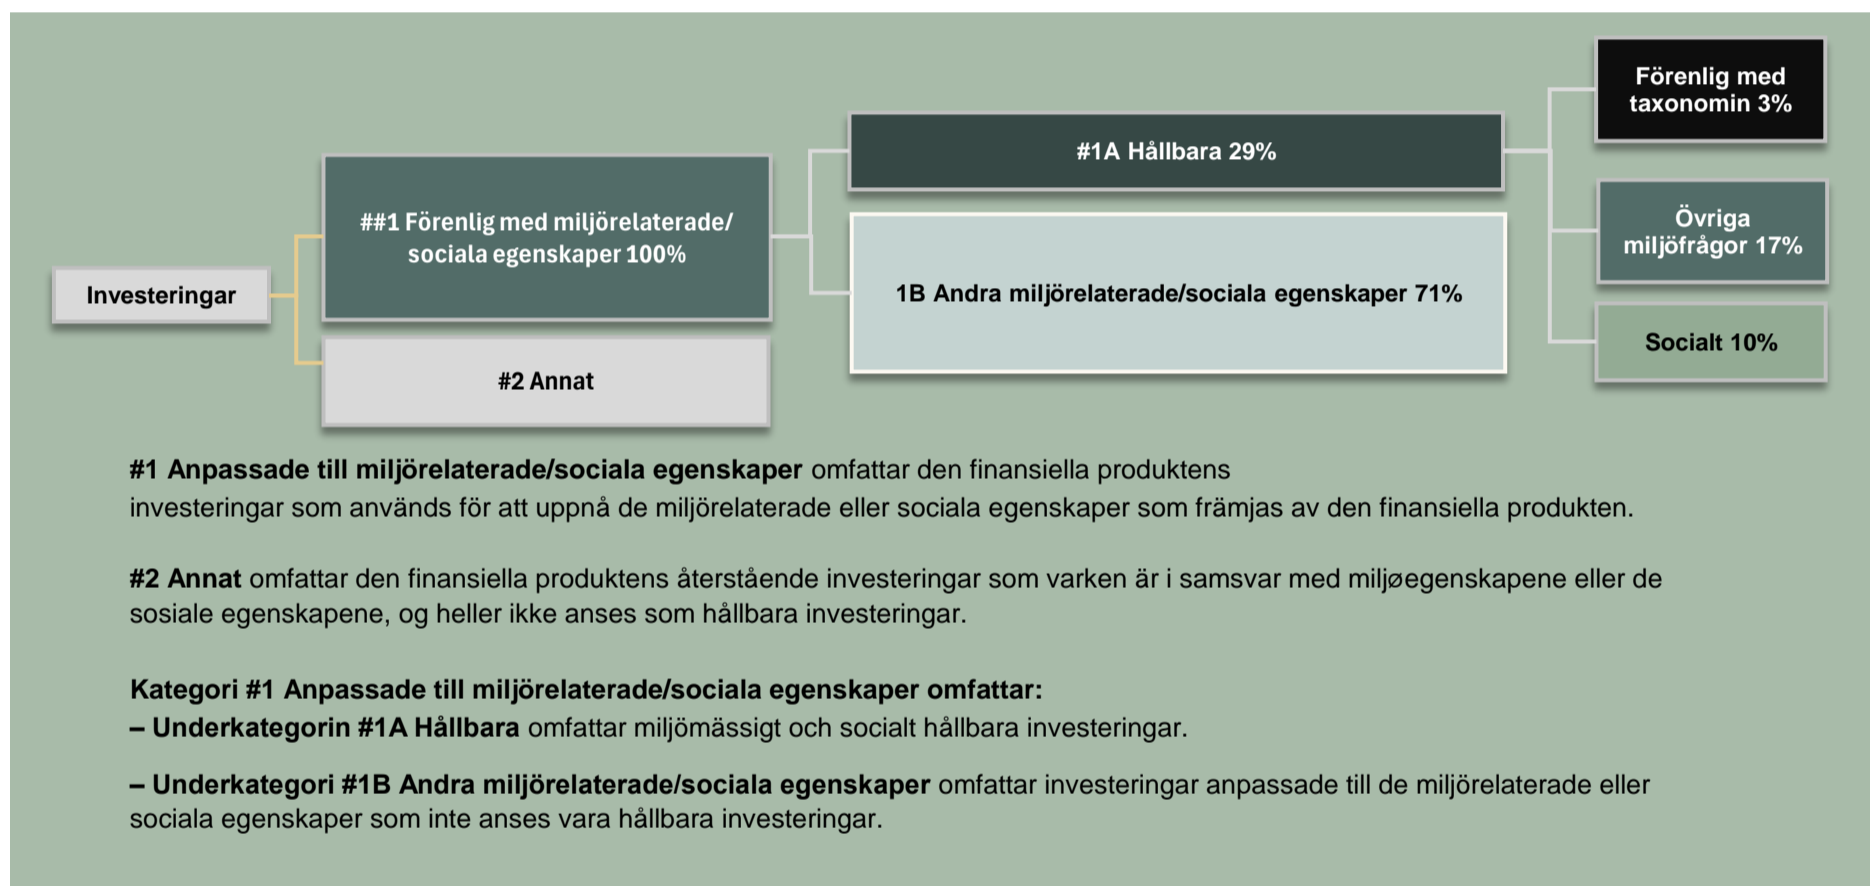 Investeringar
##1 Förenlig med miljörelaterade/
sociala egenskaper 100%
#2 Annat
#1A Hållbara 29%
1B Andra miljörelaterade/sociala egenskaper 71%
Förenlig med
taxonomin 3%
Övriga
miljöfrågor 17%
Socialt 10%
#1 Anpassade till miljörelaterade/sociala egenskaper omfattar den finansiella produktens
investeringar som används för att uppnå de miljörelaterade eller sociala egenskaper som främjas av den finansiella produkten.
#2 Annat omfattar den finansiella produktens återstående investeringar som varken är i samsvar med miljøegenskapene eller de
sosiale egenskapene, og heller ikke anses som hållbara investeringar.
Kategori #1 Anpassade till miljörelaterade/sociala egenskaper omfattar:
– Underkategorin #1A Hållbara omfattar miljömässigt och socialt hållbara investeringar.
– Underkategori #1B Andra miljörelaterade/sociala egenskaper omfattar investeringar anpassade till de miljörelaterade eller
sociala egenskaper som inte anses vara hållbara investeringar.